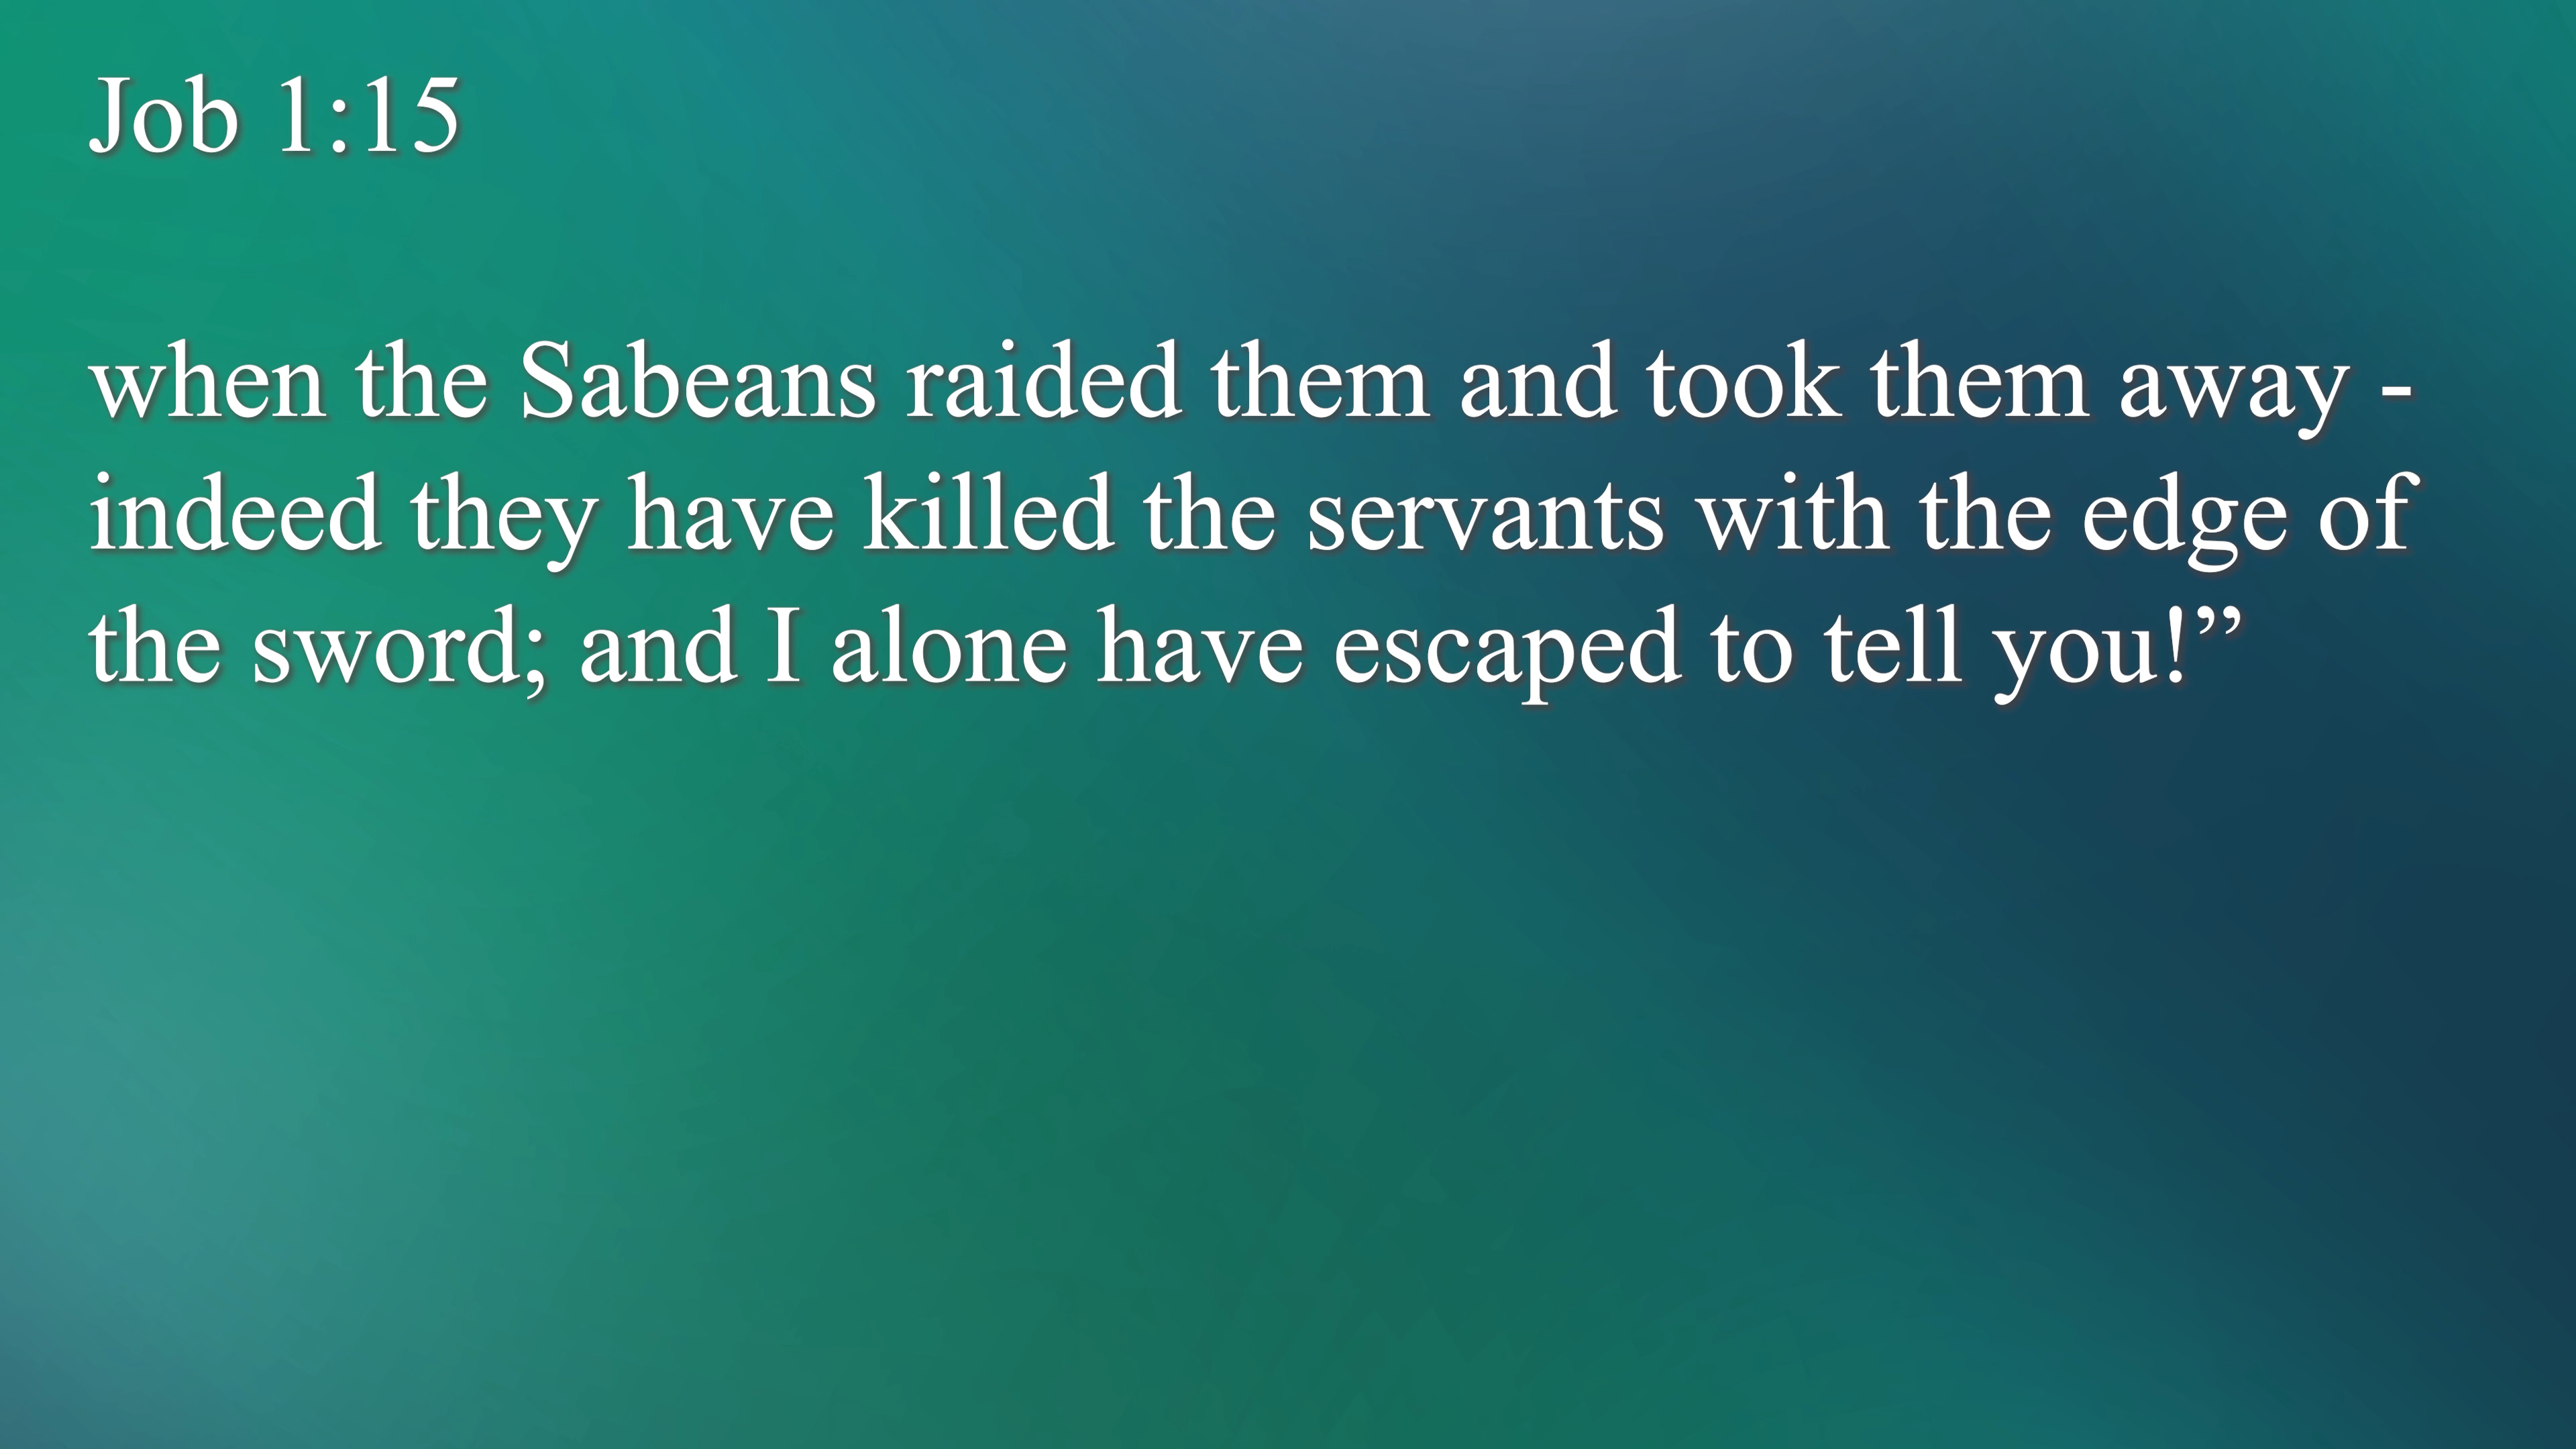 Job 1:15
when the Sabeans raided them and took them away -
indeed they have killed the servants with the edge of
the sword; and I alone have escaped to tell you!”